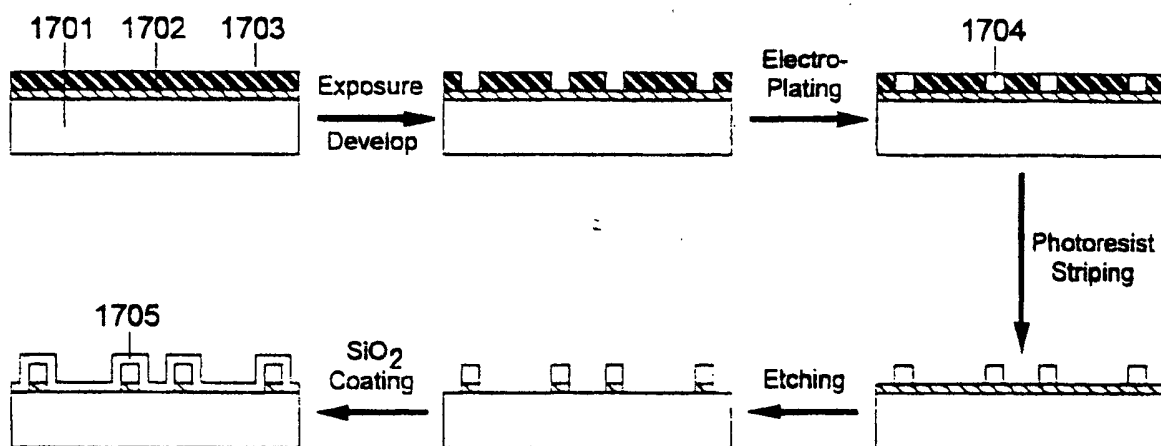 1701 1702 1703
1704
Exposure
Develop
Electro-
Plating
Photoresist
Striping
1705
SiO2
Coating
Etching